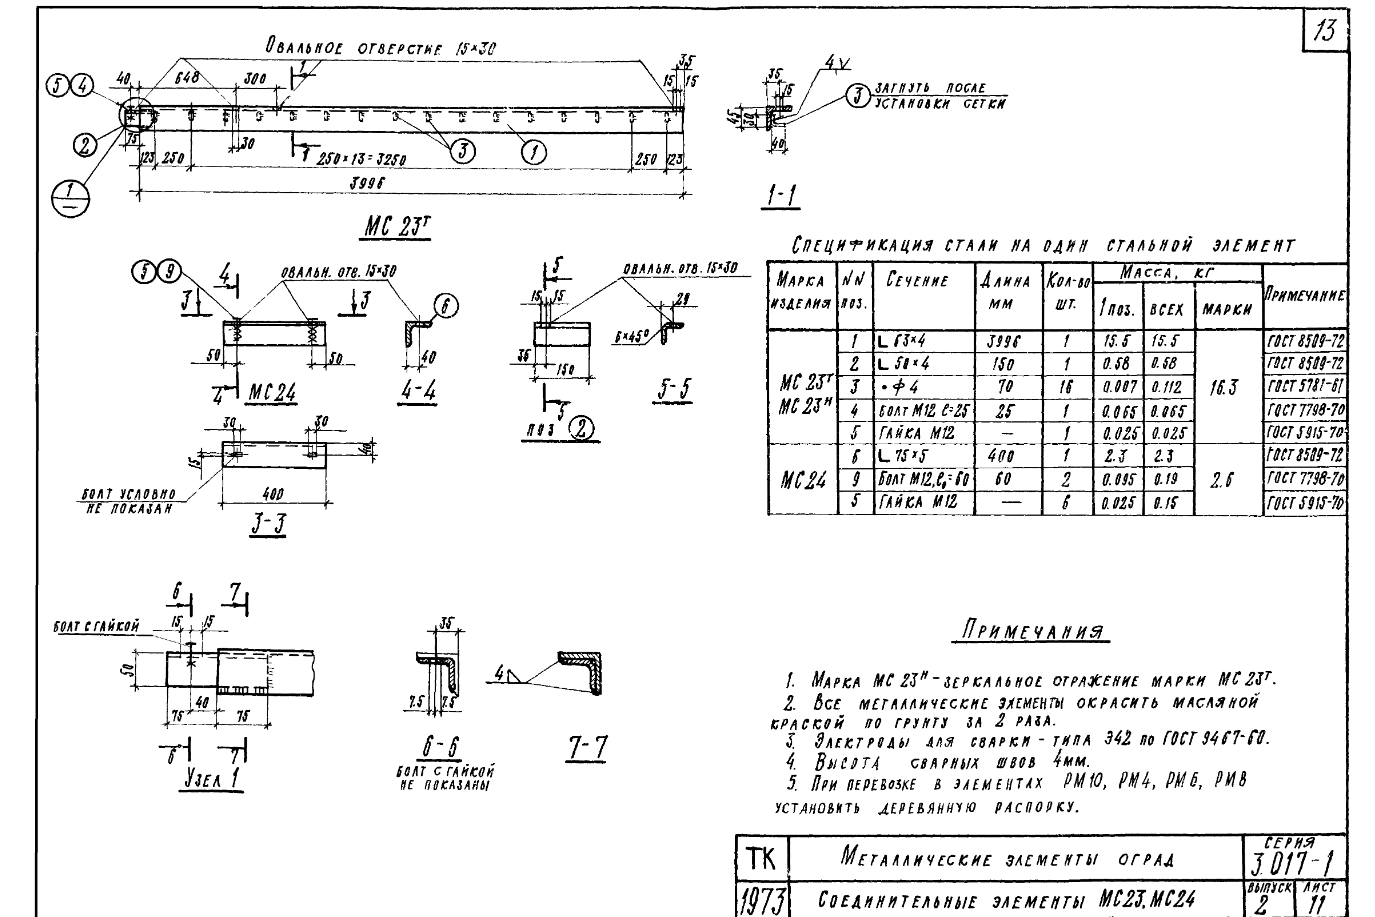 13
Овальное отверстие 15×30
5 4 40 648 300 1 15 35 15
2 75 30 1 3 1
123 250 250×13=3250 250 123
3996
1
—
МС 23Т
4
3 Загнуть после
установки сетки
35
15
45
30
40
1-1
5 9 4
овальн. отв. 15×30
3 3
50 50
4
МС24
6
40
4-4
5
овальн. отв. 15×30
15 15
35
150
5
поз 2
29
6×45°
5-5
30 30
15
40
Болт условно
не показан
400
3-3
Спецификация стали на один стальной элемент
Марка изделия | NN поз. | Сечение | Длина мм | Кол-во шт. | Масса, кг | Примечание
1 поз. | всех | марки
МС 23Т МС 23Н | 1 | ∟63×4 | 3996 | 1 | 15.5 | 15.5 | 16.3 | ГОСТ 8509-72
2 | ∟50×4 | 150 | 1 | 0.58 | 0.58 | ГОСТ 8509-72
3 | •Ф4 | 70 | 16 | 0.007 | 0.112 | ГОСТ 5781-61
4 | Болт М12 ℓ=25 | 25 | 1 | 0.065 | 0.065 | ГОСТ 7798-70
5 | Гайка М12 | — | 1 | 0.025 | 0.025 | ГОСТ 5915-70
МС24 | 6 | ∟75×5 | 400 | 1 | 2.3 | 2.3 | 2.6 | ГОСТ 8509-72
9 | Болт М12, ℓ₁=60 | 60 | 2 | 0.095 | 0.19 | ГОСТ 7798-70
5 | Гайка М12 | — | 6 | 0.025 | 0.15 | ГОСТ 5915-70
6 7
Болт с гайкой
15 15
50
40
75 75
6 7
Узел 1
35
7.5 7.5
6-6
Болт с гайкой
не показаны
4
7-7
Примечания
1. Марка МС 23Н - зеркальное отражение марки МС 23Т.
2. Все металлические элементы окрасить масляной
краской по грунту за 2 раза.
3. Электроды для сварки - типа Э42 по ГОСТ 9467-60.
4. Высота сварных швов 4мм.
5. При перевозке в элементах РМ10, РМ4, РМ6, РМ8
установить деревянную распорку.
ТК
Металлические элементы оград
серия
3.017-1
1973
Соединительные элементы МС23, МС24
выпуск
2
лист
11